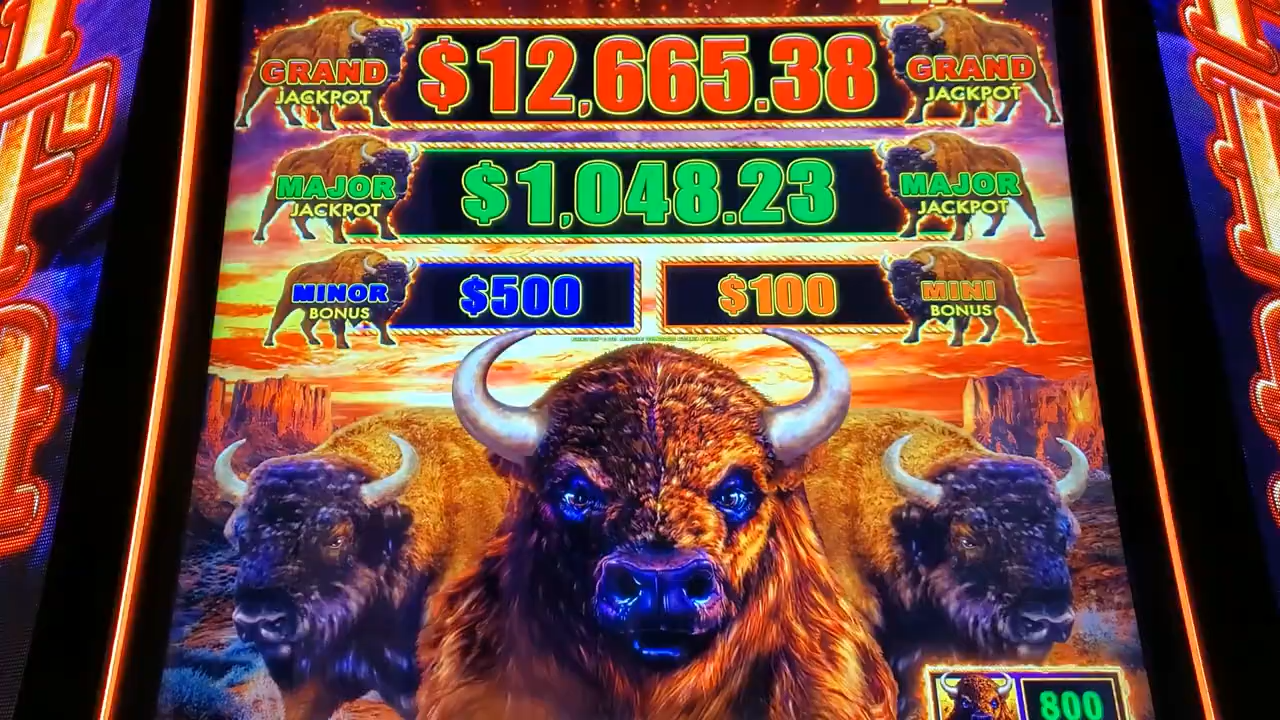 GRAND JACKPOT $12,665.38 GRAND JACKPOT
MAJOR JACKPOT $1,048.23 MAJOR JACKPOT
MINOR BONUS $500 $100 MINI BONUS
800